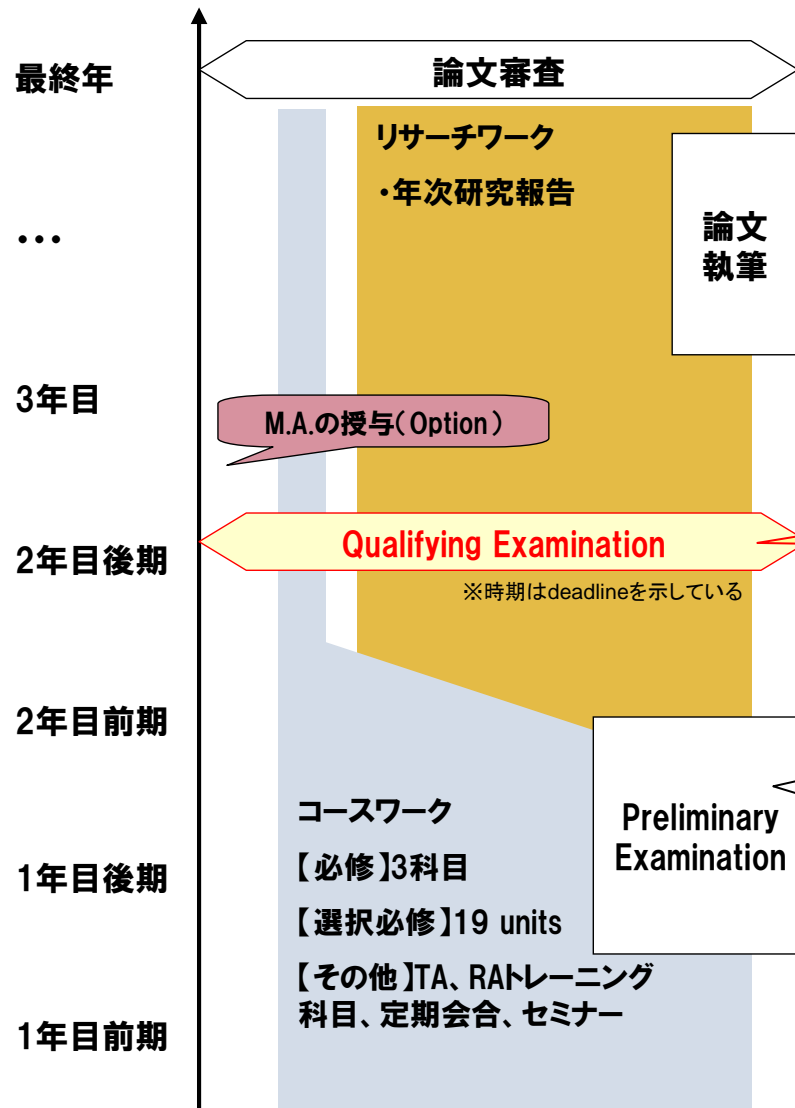 最終年
論文審査
リサーチワーク
・年次研究報告
論文
執筆
・・・
3年目
M.A.の授与（Option）
Qualifying Examination
2年目後期
※時期はdeadlineを示している
2年目前期
コースワーク
【必修】3科目
【選択必修】19 units
【その他】TA、RAトレーニング
科目、定期会合、セミナー
Preliminary
Examination
1年目後期
1年目前期